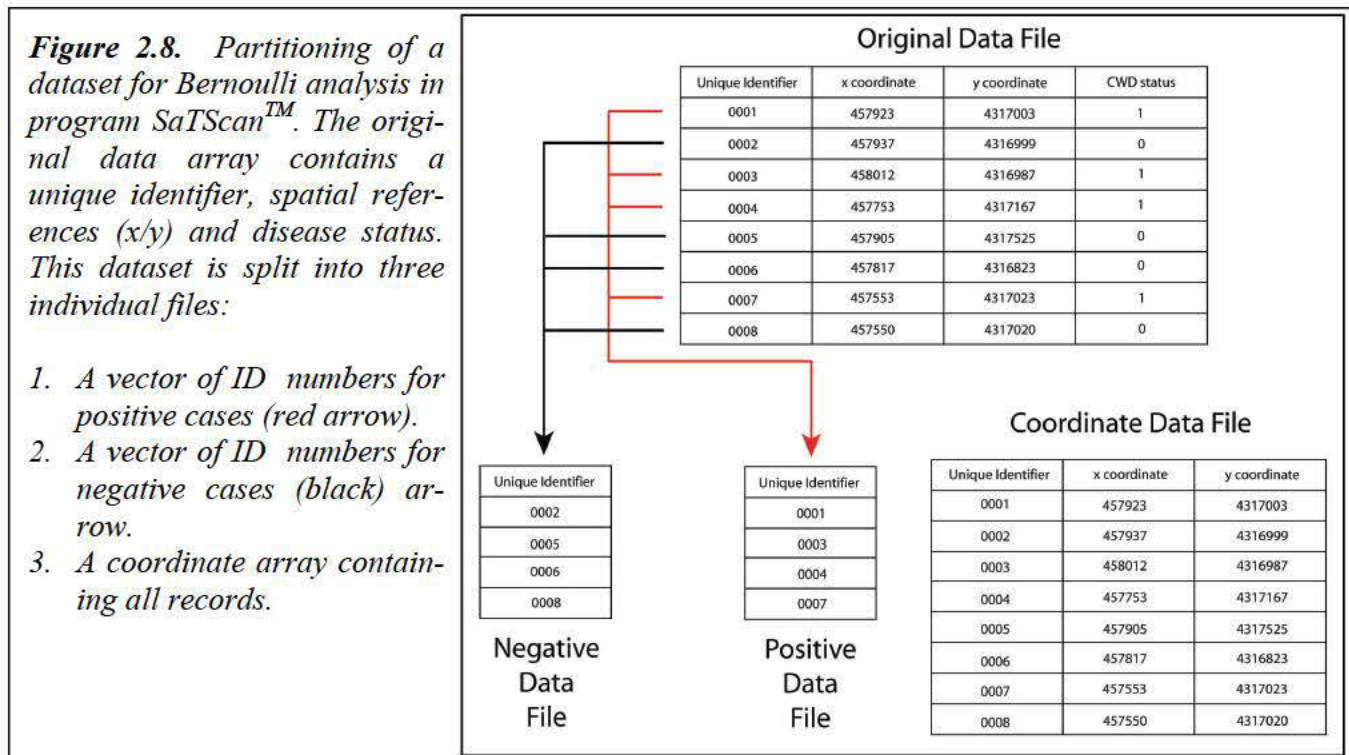 Figure 2.8. Partitioning of a
dataset for Bernoulli analysis in
program SaTScan™. The origi-
nal data array contains a
unique identifier, spatial refer-
ences (x/y) and disease status.
This dataset is split into three
individual files:
1. A vector of ID numbers for
positive cases (red arrow).
2. A vector of ID numbers for
negative cases (black) ar-
row.
3. A coordinate array contain-
ing all records.
Original Data File
Unique Identifier x coordinate y coordinate CWD status
0001 457923 4317003 1
0002 457937 4316999 0
0003 458012 4316987 1
0004 457753 4317167 1
0005 457905 4317525 0
0006 457817 4316823 0
0007 457553 4317023 1
0008 457550 4317020 0
Unique Identifier
0002
0005
0006
0008
Negative
Data
File
Unique Identifier
0001
0003
0004
0007
Positive
Data
File
Coordinate Data File
Unique Identifier x coordinate y coordinate
0001 457923 4317003
0002 457937 4316999
0003 458012 4316987
0004 457753 4317167
0005 457905 4317525
0006 457817 4316823
0007 457553 4317023
0008 457550 4317020